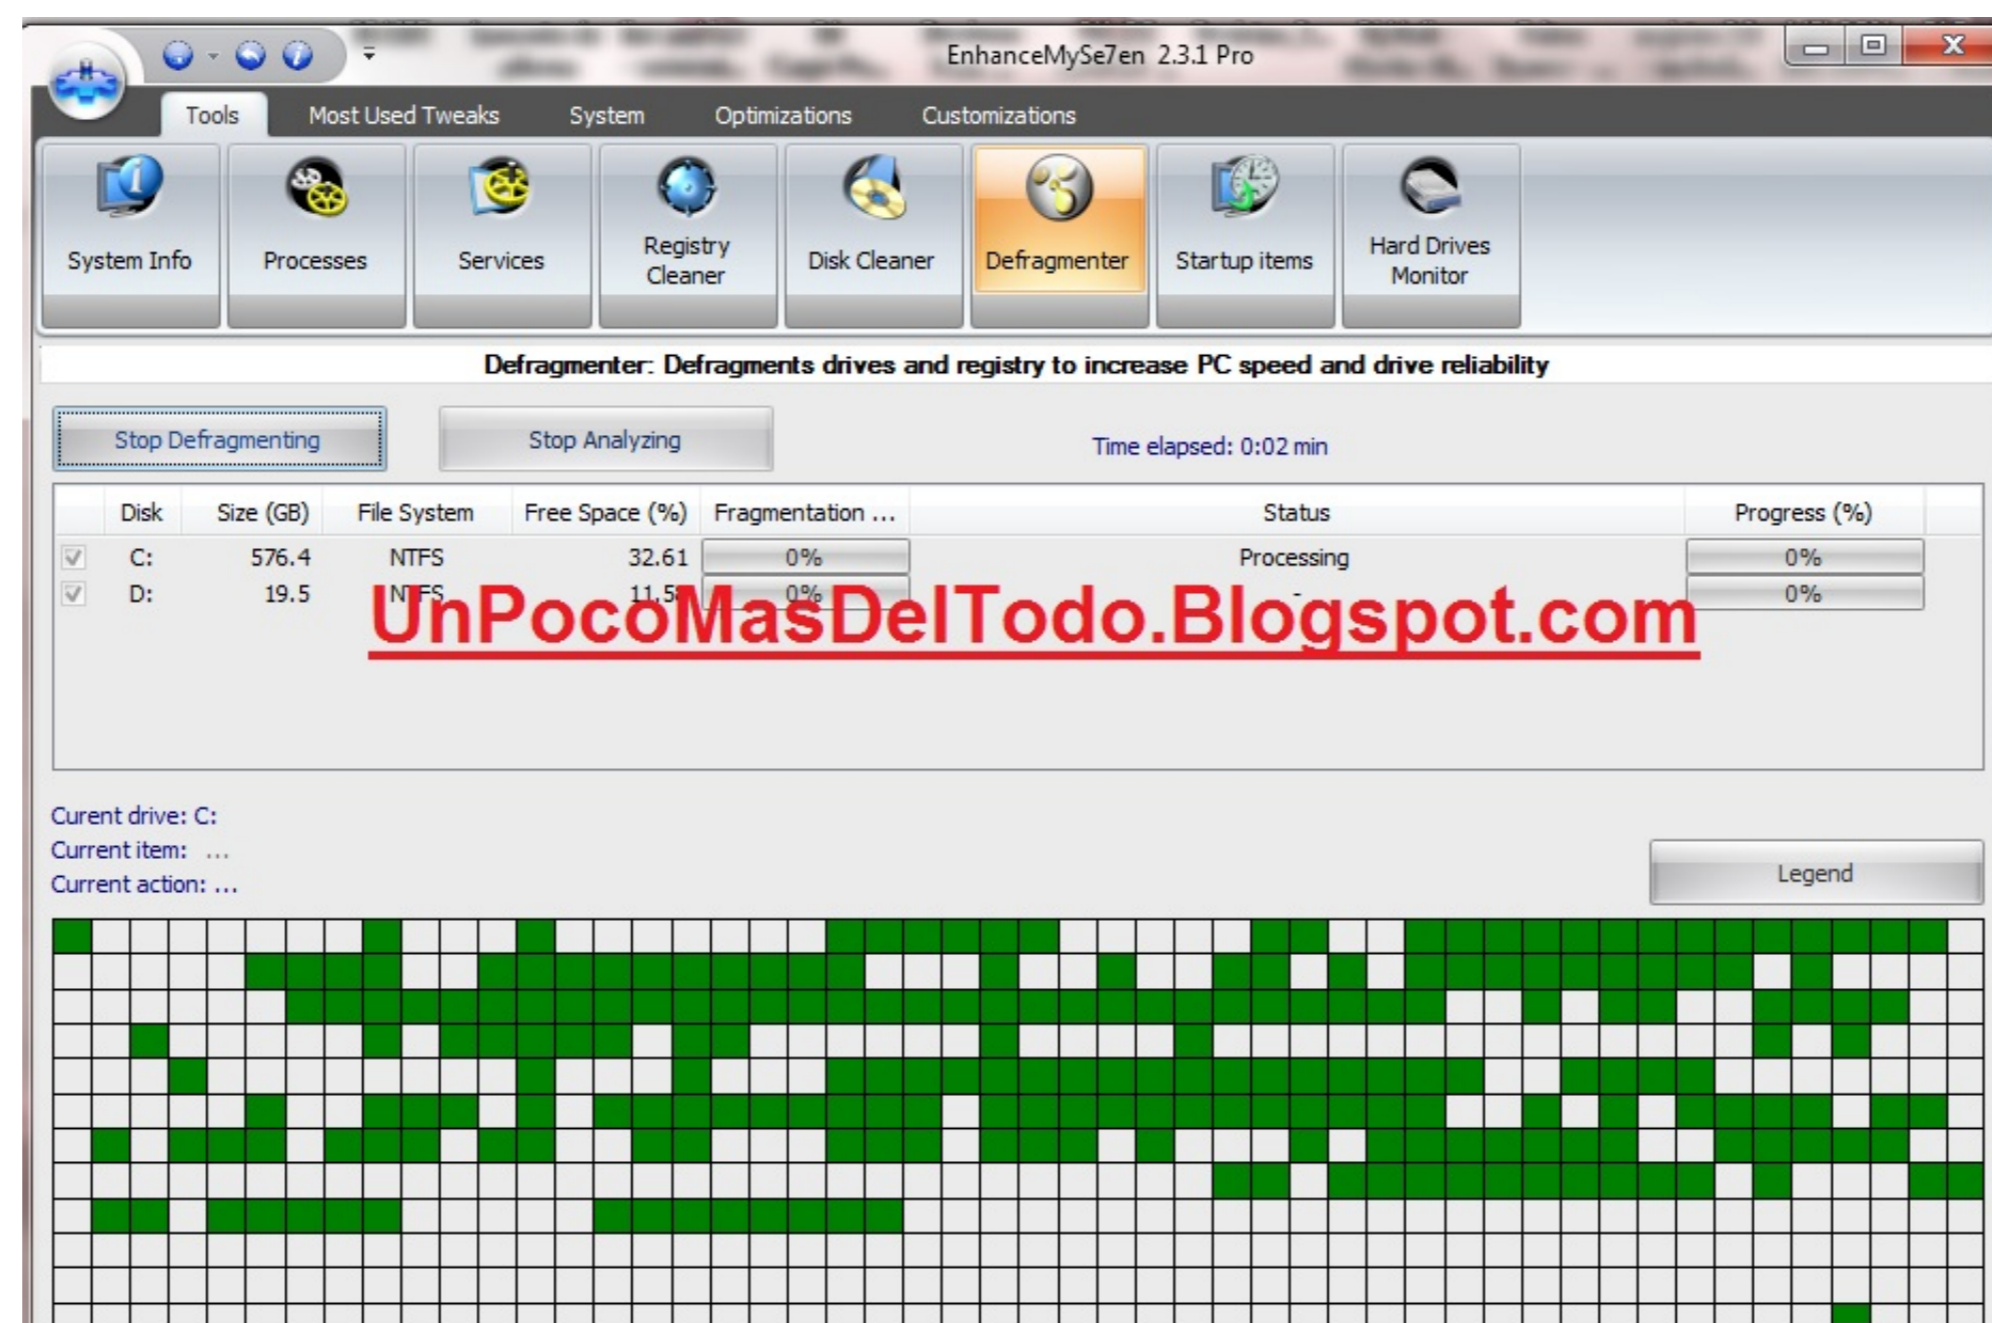 EnhanceMySe7en 2.3.1 Pro
Tools Most Used Tweaks System Optimizations Customizations
System Info Processes Services Registry Cleaner Disk Cleaner Defragmenter Startup items Hard Drives Monitor
Defragmenter: Defragments drives and registry to increase PC speed and drive reliability
Stop Defragmenting Stop Analyzing Time elapsed: 0:02 min
Disk Size (GB) File System Free Space (%) Fragmentation ... Status Progress (%)
C: 576.4 NTFS 32.61 0% Processing 0%
D: 19.5 NTFS 11.58 0% - 0%
UnPocoMasDelTodo.Blogspot.com
Curent drive: C:
Current item: ...
Current action: ...
Legend